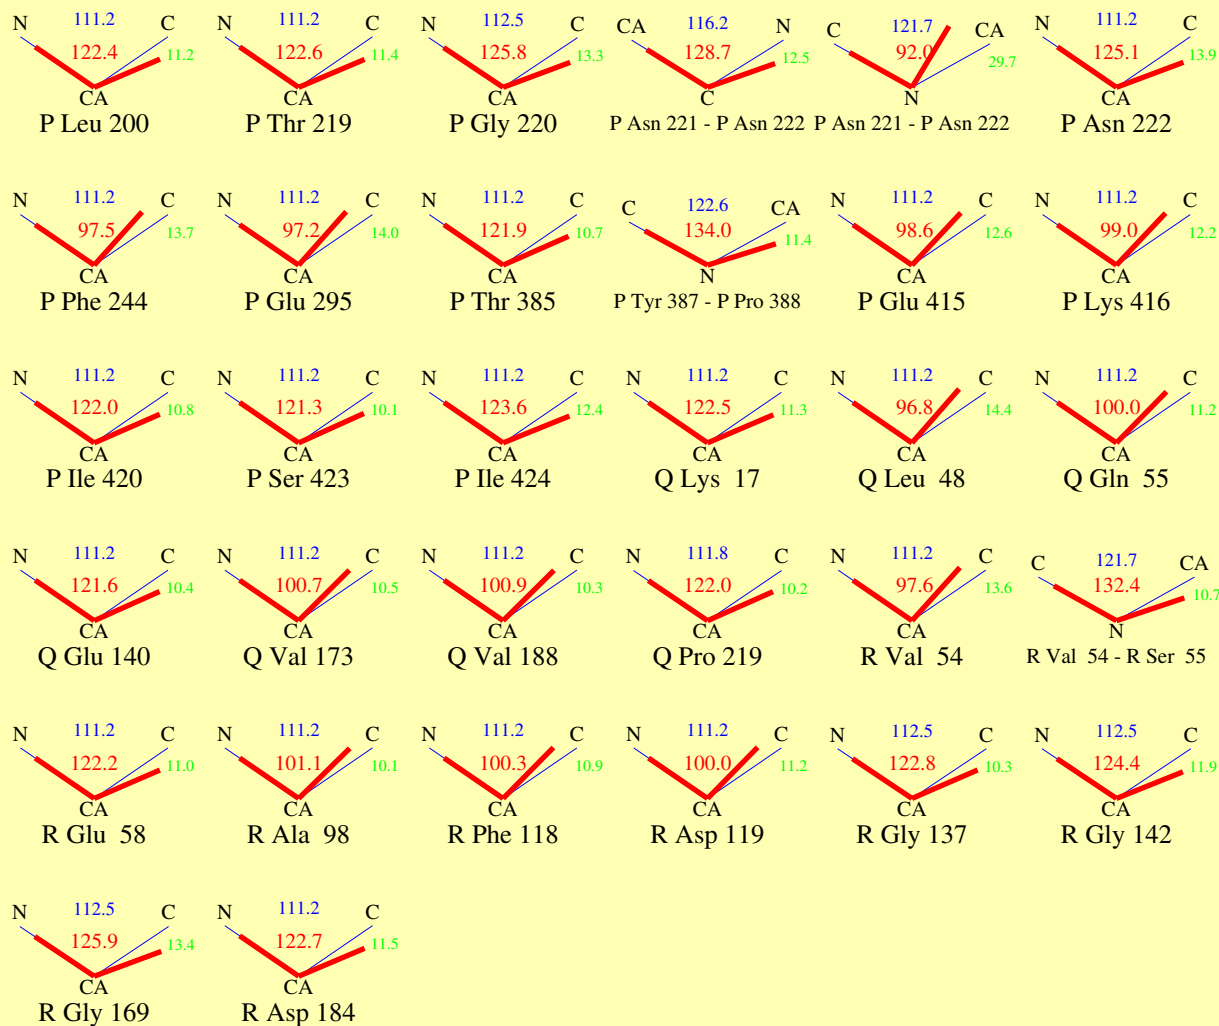 N 111.2 C
122.4 11.2
CA
P Leu 200
N 111.2 C
122.6 11.4
CA
P Thr 219
N 112.5 C
125.8 13.3
CA
P Gly 220
CA 116.2 N
128.7 12.5
C
P Asn 221 - P Asn 222
C 121.7 CA
92.0 29.7
N
P Asn 221 - P Asn 222
N 111.2 C
125.1 13.9
CA
P Asn 222
N 111.2 C
97.5 13.7
CA
P Phe 244
N 111.2 C
97.2 14.0
CA
P Glu 295
N 111.2 C
121.9 10.7
CA
P Thr 385
C 122.6 CA
134.0 11.4
N
P Tyr 387 - P Pro 388
N 111.2 C
98.6 12.6
CA
P Glu 415
N 111.2 C
99.0 12.2
CA
P Lys 416
N 111.2 C
122.0 10.8
CA
P Ile 420
N 111.2 C
121.3 10.1
CA
P Ser 423
N 111.2 C
123.6 12.4
CA
P Ile 424
N 111.2 C
122.5 11.3
CA
Q Lys 17
N 111.2 C
96.8 14.4
CA
Q Leu 48
N 111.2 C
100.0 11.2
CA
Q Gln 55
N 111.2 C
121.6 10.4
CA
Q Glu 140
N 111.2 C
100.7 10.5
CA
Q Val 173
N 111.2 C
100.9 10.3
CA
Q Val 188
N 111.8 C
122.0 10.2
CA
Q Pro 219
N 111.2 C
97.6 13.6
CA
R Val 54
C 121.7 CA
132.4 10.7
N
R Val 54 - R Ser 55
N 111.2 C
122.2 11.0
CA
R Glu 58
N 111.2 C
101.1 10.1
CA
R Ala 98
N 111.2 C
100.3 10.9
CA
R Phe 118
N 111.2 C
100.0 11.2
CA
R Asp 119
N 112.5 C
122.8 10.3
CA
R Gly 137
N 112.5 C
124.4 11.9
CA
R Gly 142
N 112.5 C
125.9 13.4
CA
R Gly 169
N 111.2 C
122.7 11.5
CA
R Asp 184